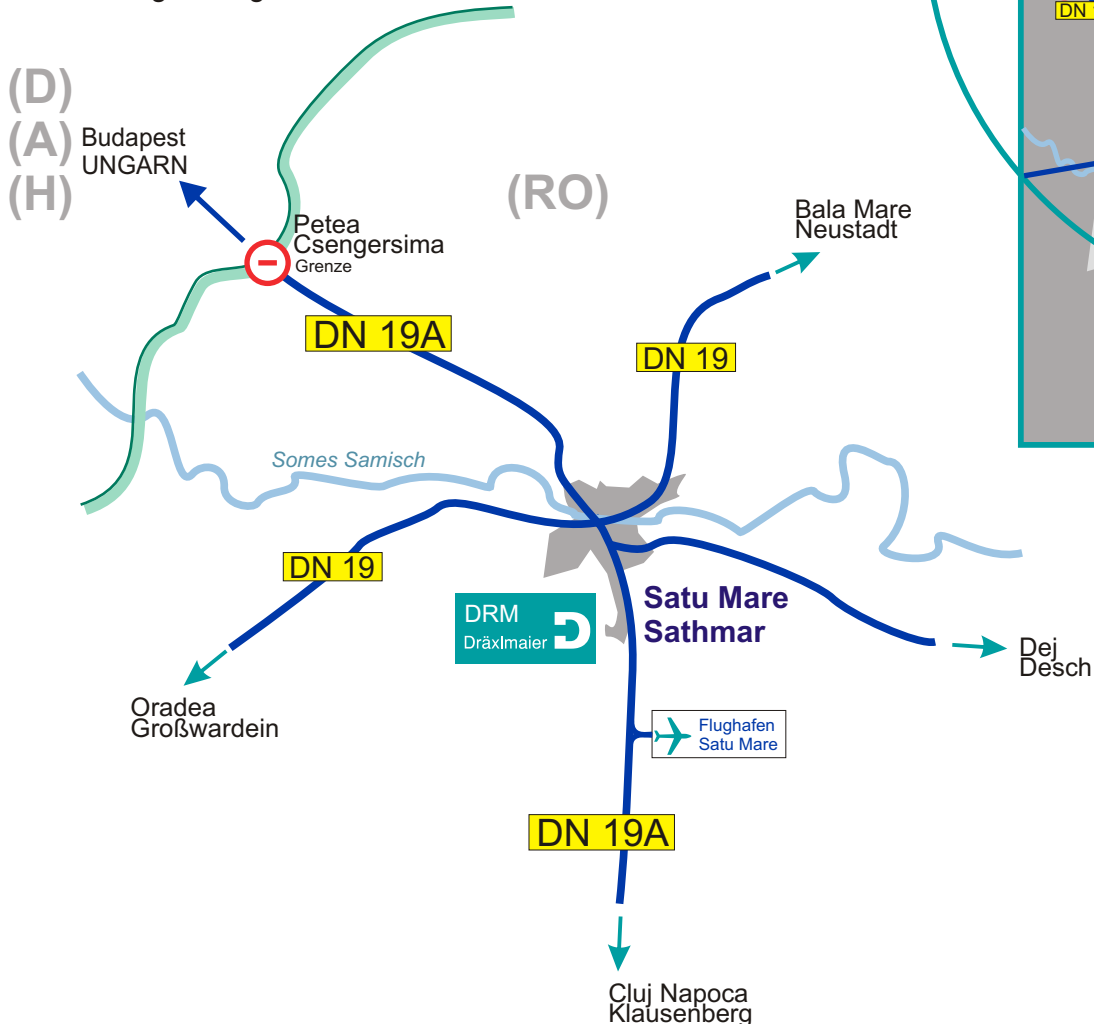 (D)
(A)
(H)
Budapest
UNGARN
(RO)
Petea
Csengersima
Grenze
Bala Mare
Neustadt
DN 19A
DN 19
Somes Samisch
DN 19
DRM
Dräxlmaier
Satu Mare
Sathmar
Dej
Desch
Oradea
Großwardein
Flughafen
Satu Mare
DN 19A
Cluj Napoca
Klausenberg